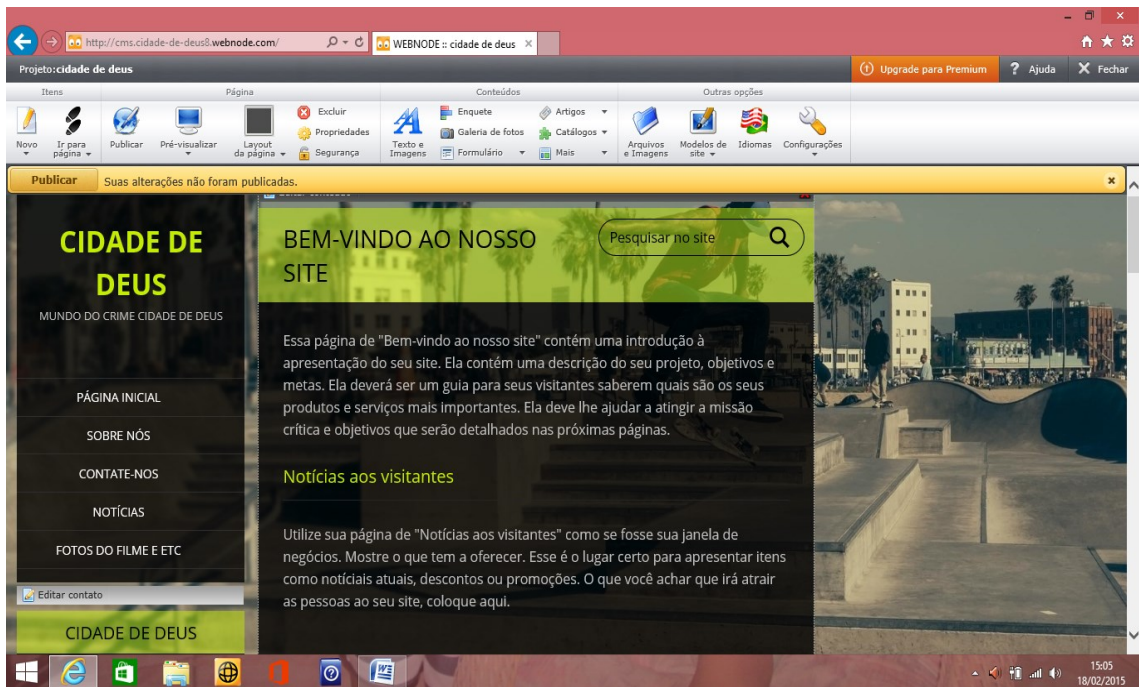 http://cms.cidade-de-deus8.webnode.com/
WEBNODE :: cidade de deus
Projeto:cidade de deus
Upgrade para Premium
? Ajuda
X Fechar
Itens
Página
Conteúdos
Outras opções
Novo
Ir para página
Publicar
Pré-visualizar
Layout da página
Excluir
Propriedades
Segurança
Texto e Imagens
Enquete
Galeria de fotos
Formulário
Artigos
Catálogos
Mais
Arquivos e Imagens
Modelos de site
Idiomas
Configurações
Publicar
Suas alterações não foram publicadas.
CIDADE DE
DEUS
MUNDO DO CRIME CIDADE DE DEUS
PÁGINA INICIAL
SOBRE NÓS
CONTATE-NOS
NOTÍCIAS
FOTOS DO FILME E ETC
Editar contato
CIDADE DE DEUS
BEM-VINDO AO NOSSO
SITE
Pesquisar no site
Essa página de "Bem-vindo ao nosso site" contém uma introdução à
apresentação do seu site. Ela contém uma descrição do seu projeto, objetivos e
metas. Ela deverá ser um guia para seus visitantes saberem quais são os seus
produtos e serviços mais importantes. Ela deve lhe ajudar a atingir a missão
crítica e objetivos que serão detalhados nas próximas páginas.
Notícias aos visitantes
Utilize sua página de "Notícias aos visitantes" como se fosse sua janela de
negócios. Mostre o que tem a oferecer. Esse é o lugar certo para apresentar itens
como notíciais atuais, descontos ou promoções. O que você achar que irá atrair
as pessoas ao seu site, coloque aqui.
15:05
18/02/2015